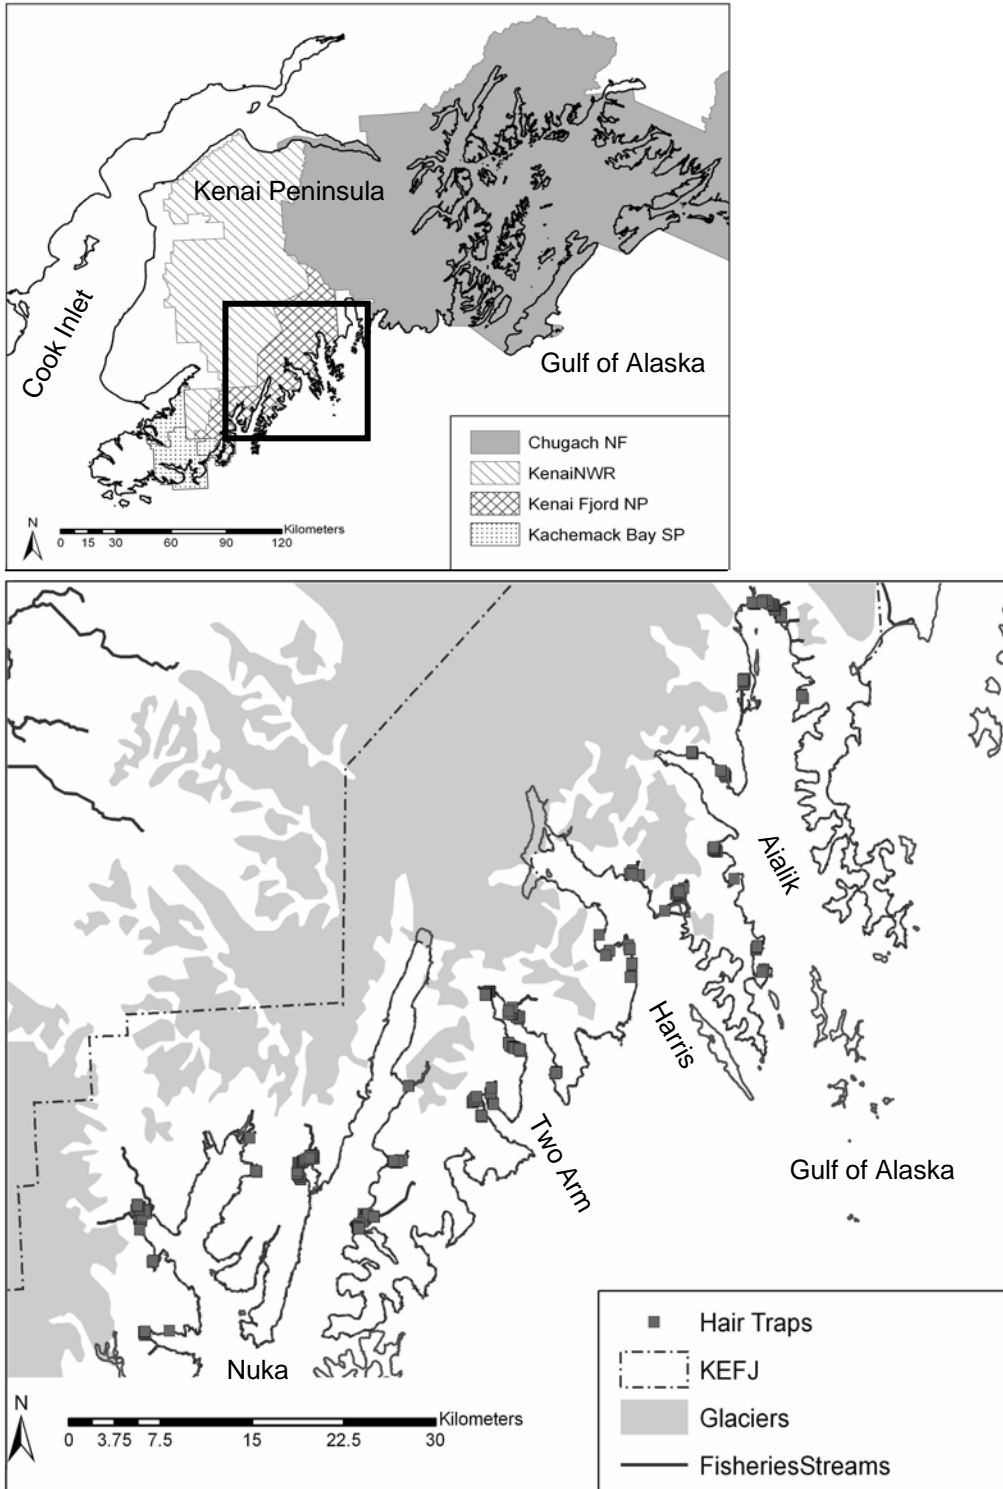 Kenai Peninsula
Cook Inlet
Gulf of Alaska
Chugach NF
KenaiNWR
Kenai Fjord NP
Kachemack Bay SP
N
Kilometers
0 15 30 60 90 120
Aialik
Harris
Two Arm
Gulf of Alaska
Nuka
N
Kilometers
0 3.75 7.5 15 22.5 30
Hair Traps
KEFJ
Glaciers
FisheriesStreams